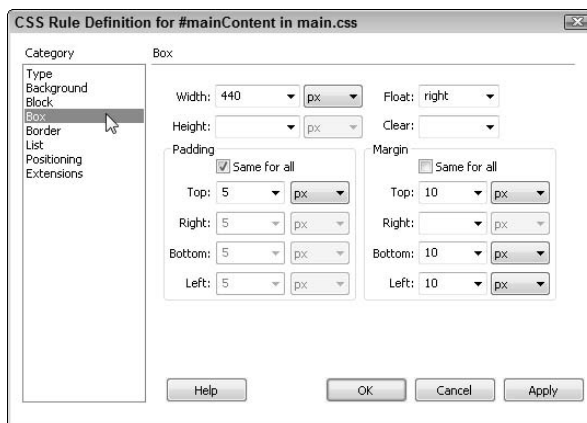 CSS Rule Definition for #mainContent in main.css
Category
Type
Background
Block
Box
Border
List
Positioning
Extensions
Box
Width: 440 px Float: right
Height: px Clear:
Padding Margin
Same for all Same for all
Top: 5 px Top: 10 px
Right: 5 px Right: px
Bottom: 5 px Bottom: 10 px
Left: 5 px Left: 10 px
Help OK Cancel Apply